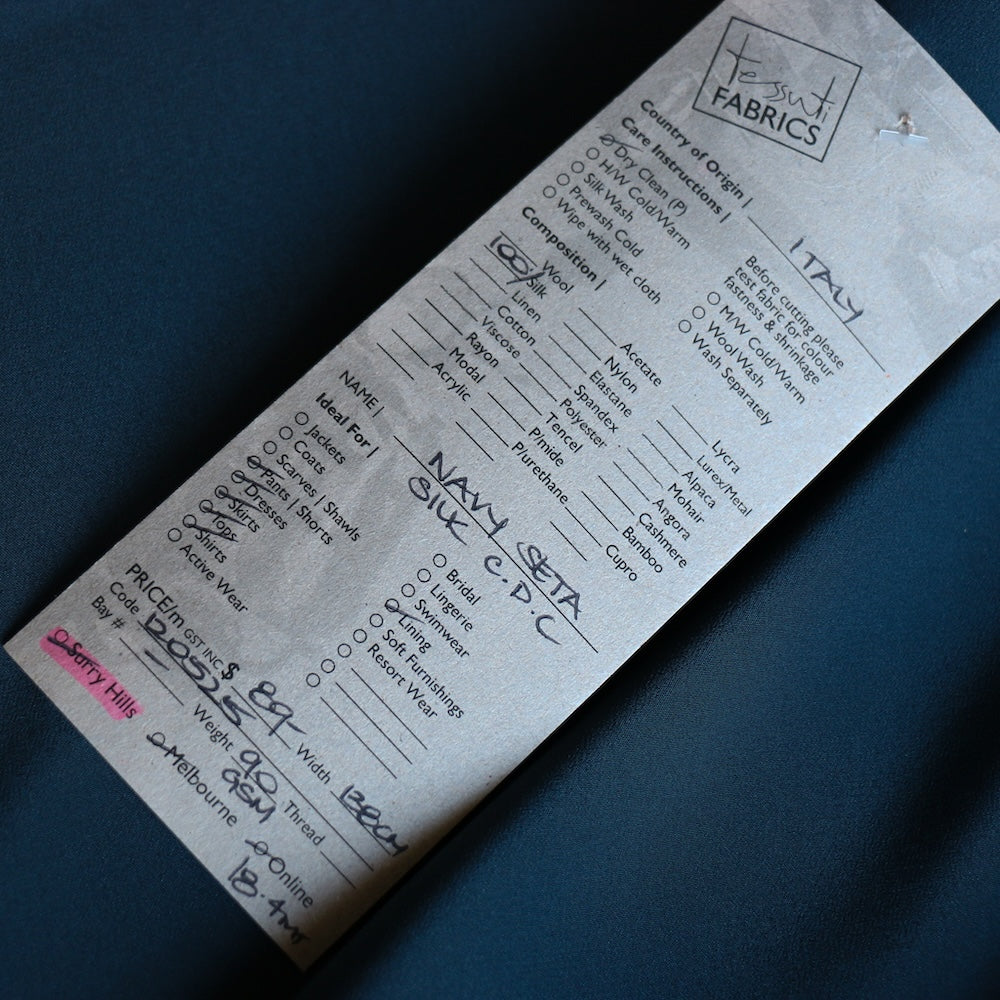 tessuti
FABRICS
Country of Origin | ITALY
Care Instructions |
Dry Clean (P)
H/W Cold/Warm
Silk Wash
Prewash Cold
Wipe with wet cloth
Before cutting please
test fabric for colour
fastness & shrinkage
M/W Cold/Warm
Wool Wash
Wash Separately
Composition |
Wool
100% Silk
Linen
Cotton
Viscose
Rayon
Modal
Acrylic
Acetate
Nylon
Elastane
Spandex
Polyester
Tencel
P/mide
P/urethane
Lycra
Lurex/Metal
Alpaca
Mohair
Angora
Cashmere
Bamboo
Cupro
NAME | NAVY SETA
SILK C.D.C
Ideal For |
Jackets
Coats
Scarves | Shawls
Pants | Shorts
Dresses
Skirts
Tops
Shirts
Active Wear
Bridal
Lingerie
Swimwear
Lining
Soft Furnishings
Resort Wear
PRICE/m GST INC. $ 89- Width 138cm
Code Weight 90 GSM Thread
Bay # -
Surry Hills
Melbourne
Online
18.4mt